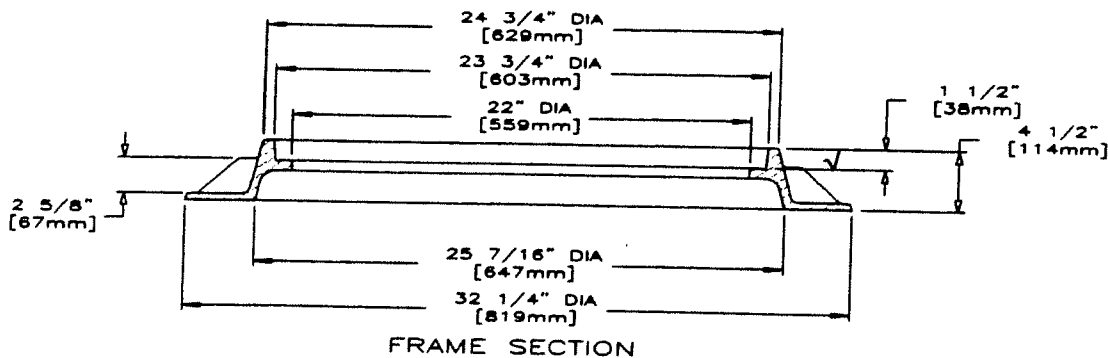 24 3/4" DIA
[629mm]
23 3/4" DIA
[603mm]
22" DIA
[559mm]
1 1/2"
[38mm]
4 1/2"
[114mm]
2 5/8"
[67mm]
25 7/16" DIA
[647mm]
32 1/4" DIA
[819mm]
FRAME SECTION